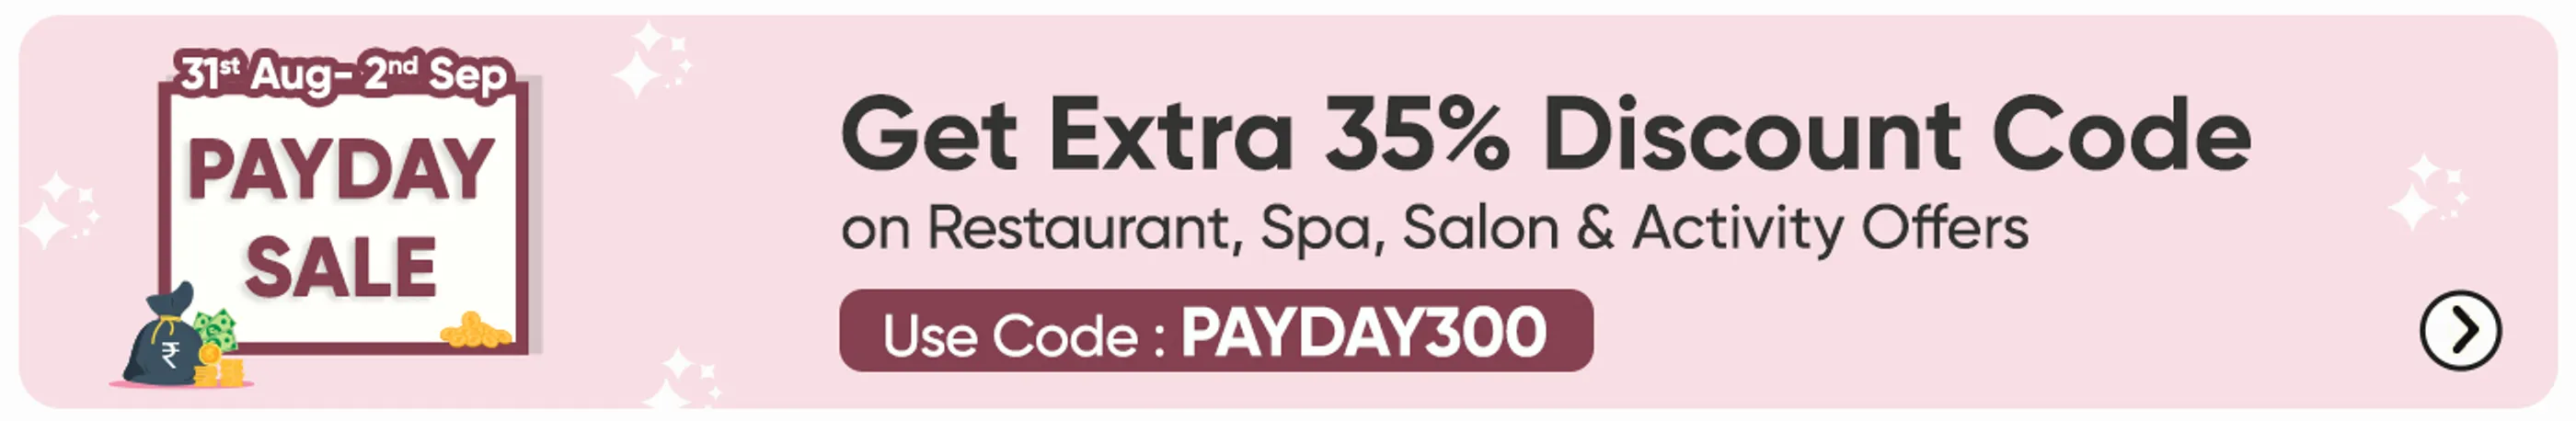 31st Aug- 2nd Sep
PAYDAY
SALE
₹
Get Extra 35% Discount Code
on Restaurant, Spa, Salon & Activity Offers
Use Code : PAYDAY300